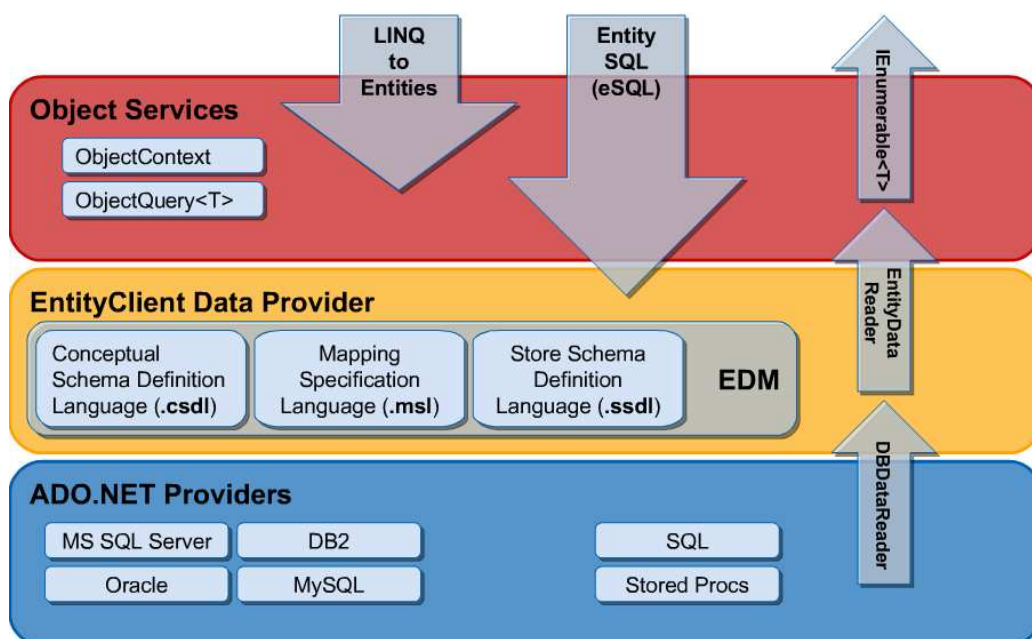 LINQ
to
Entities
Entity
SQL
(eSQL)
IEnumerable<T>
Object Services
ObjectContext
ObjectQuery<T>
EntityClient Data Provider
EntityData
Reader
Conceptual
Schema Definition
Language (.csdl)
Mapping
Specification
Language (.msl)
Store Schema
Definition
Language (.ssdl)
EDM
ADO.NET Providers
DBDataReader
MS SQL Server
DB2
SQL
Oracle
MySQL
Stored Procs